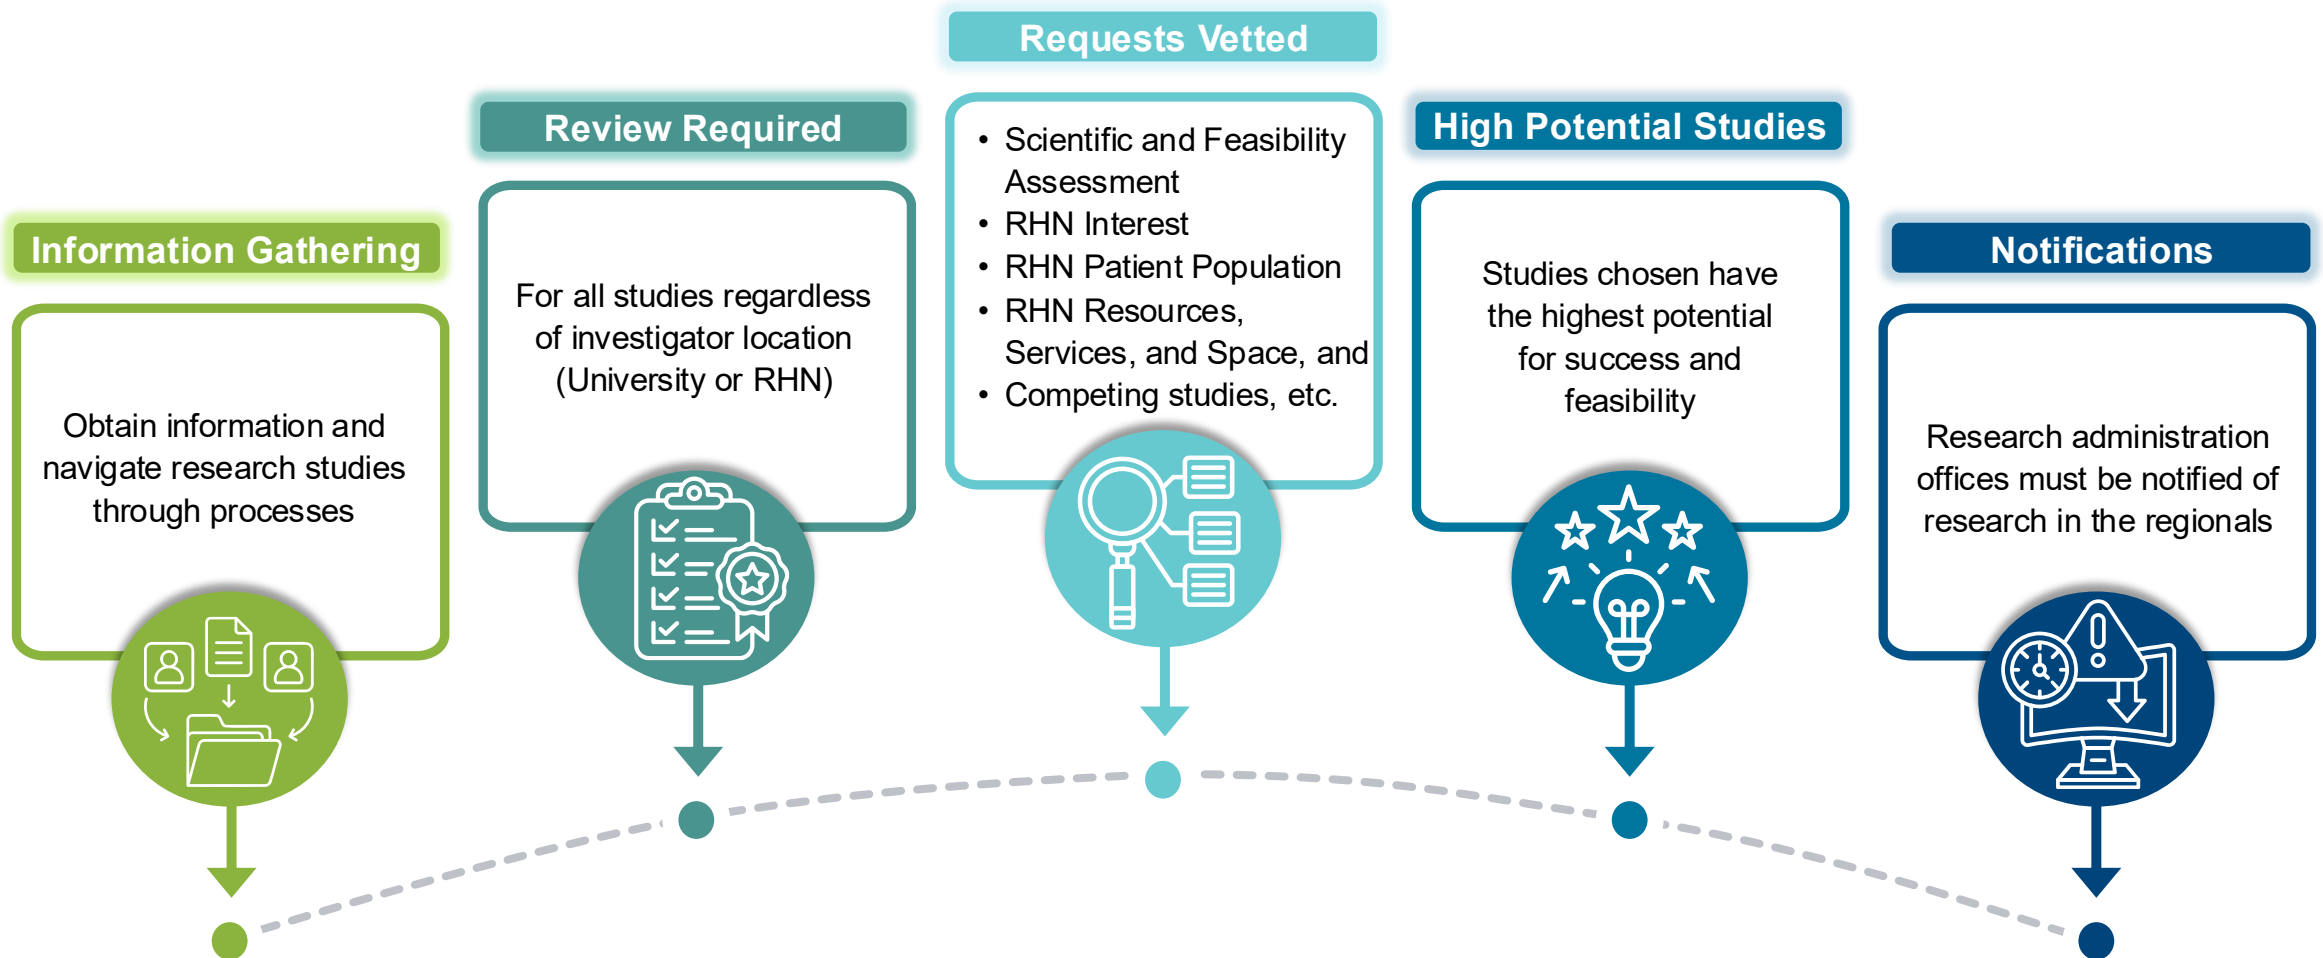 Information Gathering
Obtain information and
navigate research studies
through processes
Review Required
For all studies regardless
of investigator location
(University or RHN)
Requests Vetted
• Scientific and Feasibility
Assessment
• RHN Interest
• RHN Patient Population
• RHN Resources,
Services, and Space, and
• Competing studies, etc.
High Potential Studies
Studies chosen have
the highest potential
for success and
feasibility
Notifications
Research administration
offices must be notified of
research in the regionals